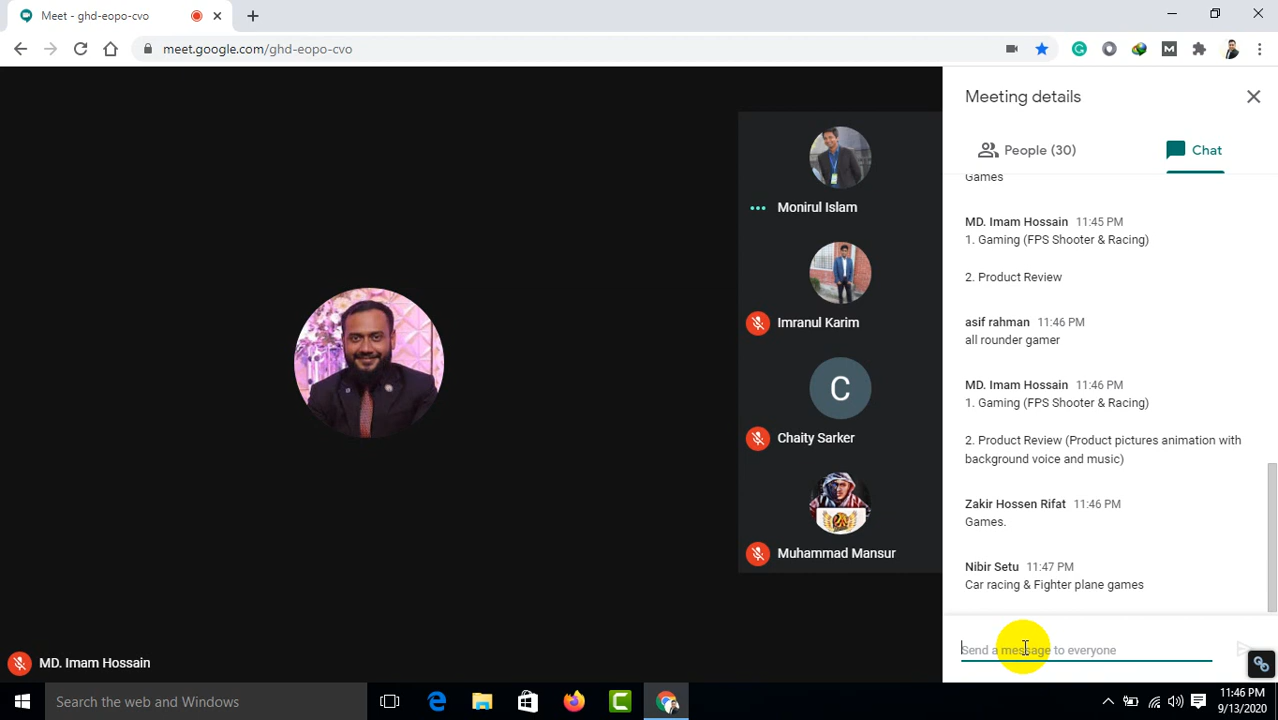 Meet - ghd-eopo-cvo
meet.google.com/ghd-eopo-cvo
Meeting details
People (30)
Chat
Games
MD. Imam Hossain 11:45 PM
1. Gaming (FPS Shooter & Racing)
2. Product Review
asif rahman 11:46 PM
all rounder gamer
MD. Imam Hossain 11:46 PM
1. Gaming (FPS Shooter & Racing)
2. Product Review (Product pictures animation with
background voice and music)
Zakir Hossen Rifat 11:46 PM
Games.
Nibir Setu 11:47 PM
Car racing & Fighter plane games
Send a message to everyone
Monirul Islam
Imranul Karim
C
Chaity Sarker
Muhammad Mansur
MD. Imam Hossain
Search the web and Windows
11:46 PM
9/13/2020